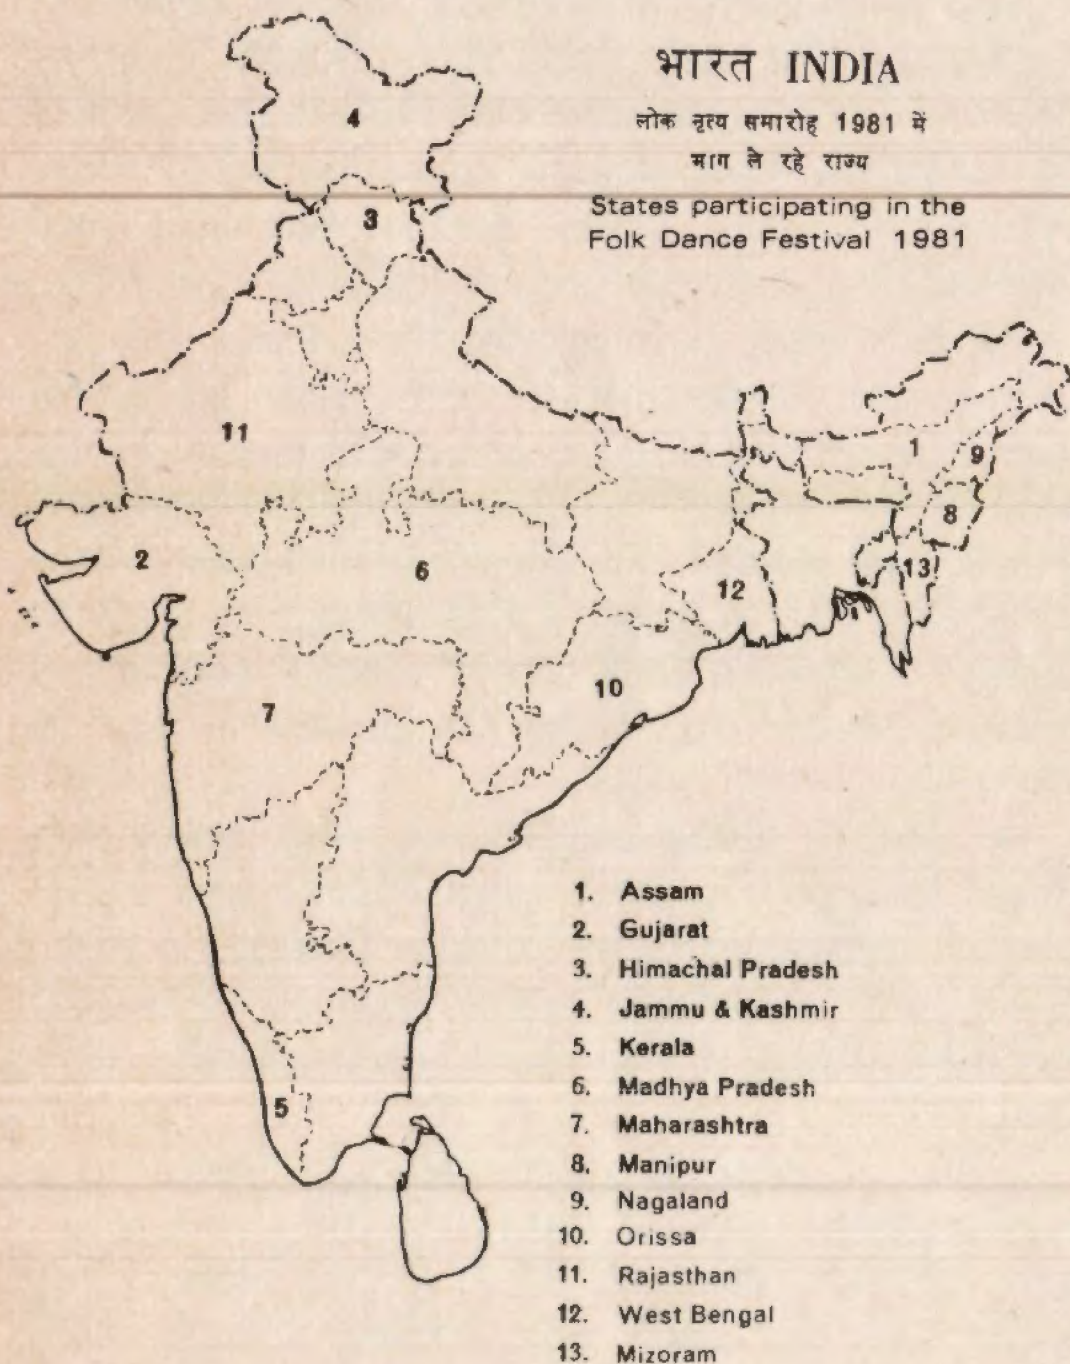 भारत INDIA
लोक नृत्य समारोह 1981 में
भाग ले रहे राज्य
States participating in the
Folk Dance Festival 1981
4
3
11
1
9
8
2
6
13
12
10
7
5
1. Assam
2. Gujarat
3. Himachal Pradesh
4. Jammu & Kashmir
5. Kerala
6. Madhya Pradesh
7. Maharashtra
8. Manipur
9. Nagaland
10. Orissa
11. Rajasthan
12. West Bengal
13. Mizoram